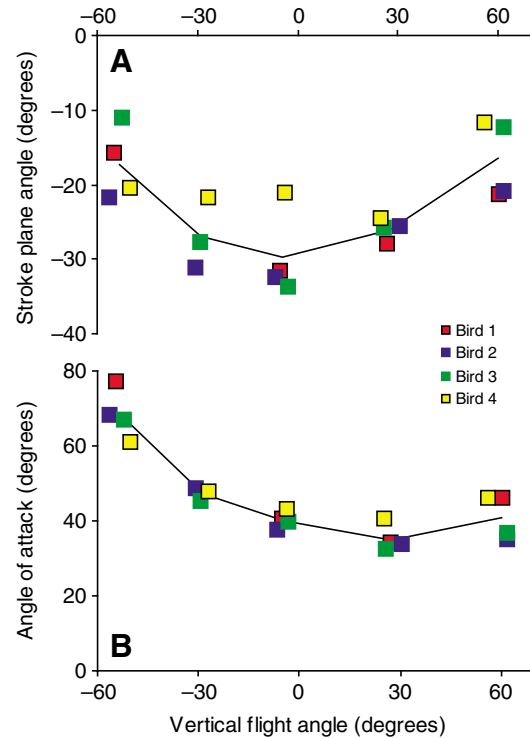 –60 –30 0 30 60
0
A
–10
–20
–30
–40
Stroke plane angle (degrees)
Bird 1
Bird 2
Bird 3
Bird 4
80
60
40
20
0
B
Angle of attack (degrees)
–60 –30 0 30 60
Vertical flight angle (degrees)